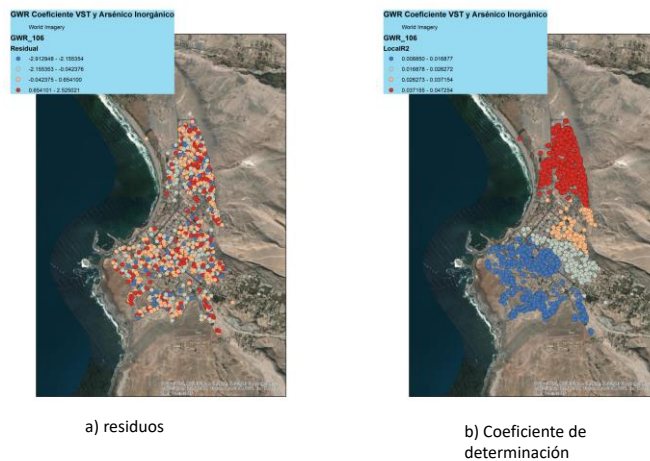 GWR Coeficiente VST y Arsénico Inorgánico
World Imagery
GWR_106
Residual
-2.912948 - -2.155354
-2.155353 - -0.042376
-0.042375 - 0.654100
0.654101 - 2.525021
a) residuos
GWR Coeficiente VST y Arsénico Inorgánico
World Imagery
GWR_106
LocalR2
0.008850 - 0.016877
0.016878 - 0.026272
0.026273 - 0.037154
0.037155 - 0.047254
b) Coeficiente de
determinación